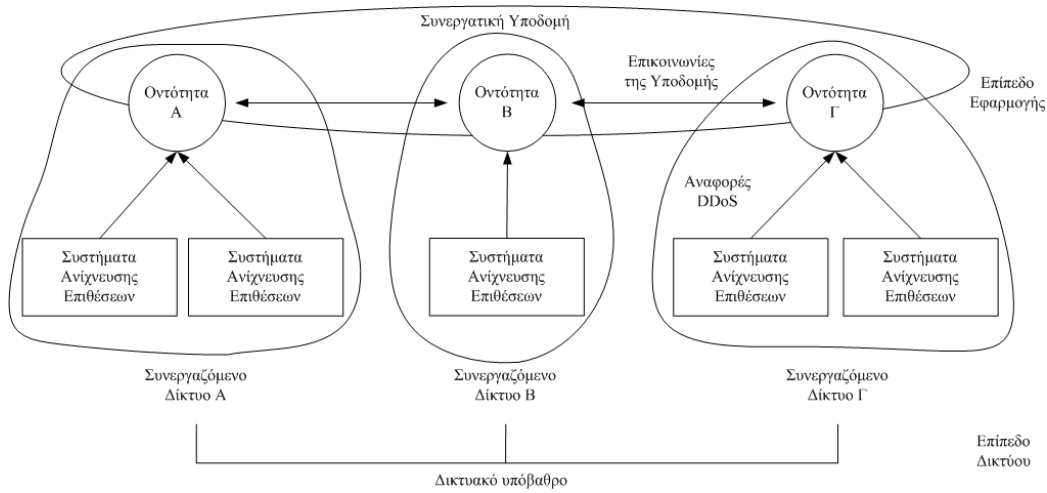 Συνεργατική Υποδομή
Επικοινωνίες
της Υποδομής
Επίπεδο
Εφαρμογής
Οντότητα
Α
Οντότητα
Β
Οντότητα
Γ
Αναφορές
DDoS
Συστήματα
Ανίχνευσης
Επιθέσεων
Συστήματα
Ανίχνευσης
Επιθέσεων
Συστήματα
Ανίχνευσης
Επιθέσεων
Συστήματα
Ανίχνευσης
Επιθέσεων
Συστήματα
Ανίχνευσης
Επιθέσεων
Συνεργαζόμενο
Δίκτυο Α
Συνεργαζόμενο
Δίκτυο Β
Συνεργαζόμενο
Δίκτυο Γ
Επίπεδο
Δικτύου
Δικτυακό υπόβαθρο